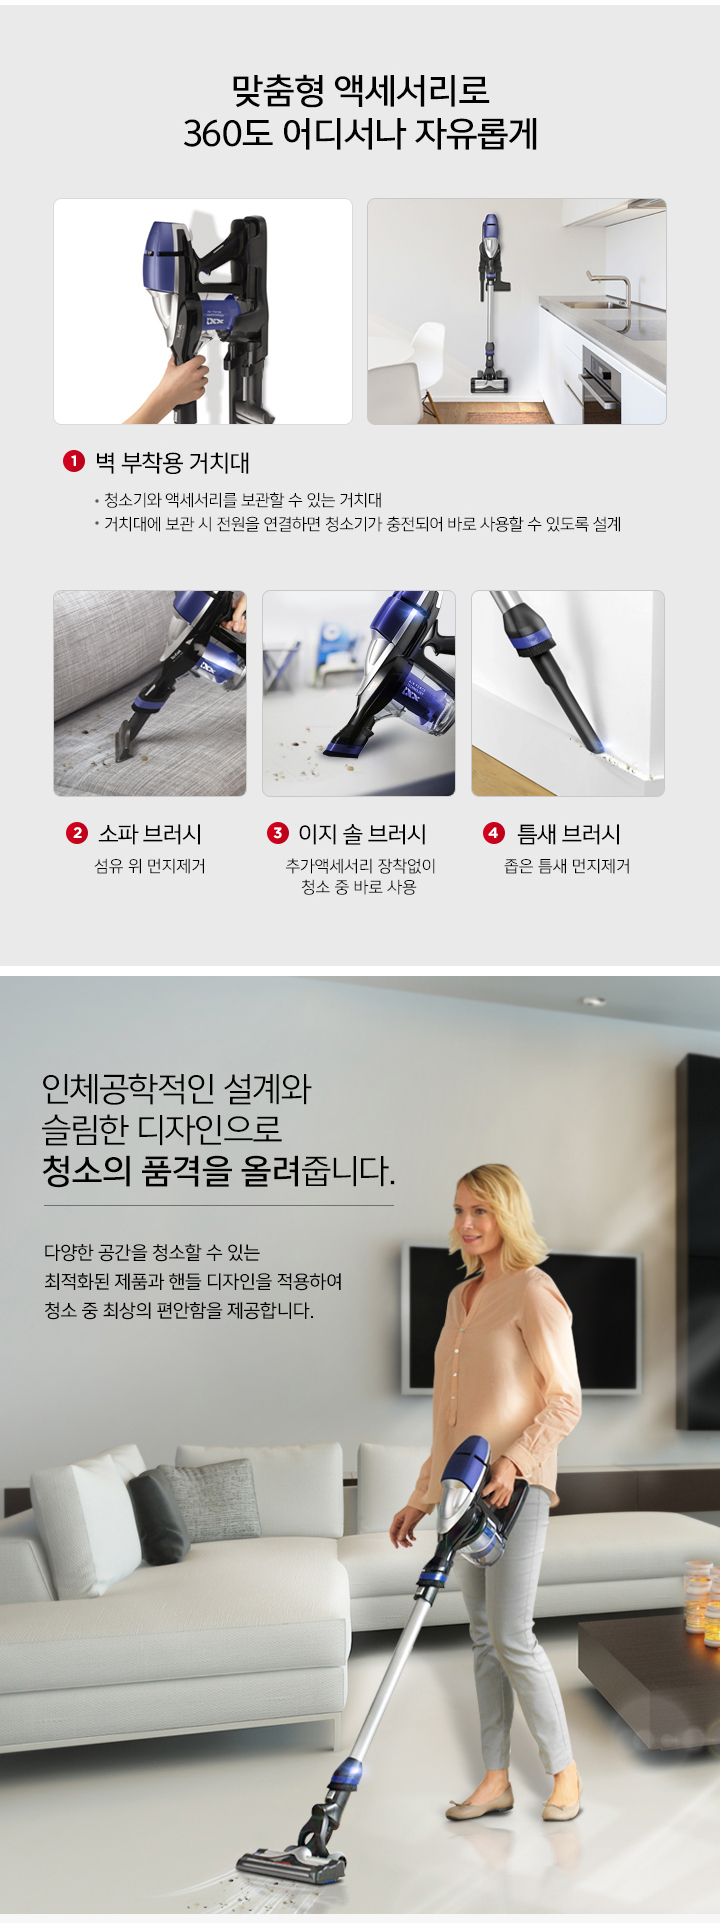 맞춤형 액세서리로
360도 어디서나 자유롭게
1 벽 부착용 거치대
• 청소기와 액세서리를 보관할 수 있는 거치대
• 거치대에 보관 시 전원을 연결하면 청소기가 충전되어 바로 사용할 수 있도록 설계
2 소파 브러시
섬유 위 먼지제거
3 이지 솔 브러시
추가액세서리 장착없이
청소 중 바로 사용
4 틈새 브러시
좁은 틈새 먼지제거
인체공학적인 설계와
슬림한 디자인으로
청소의 품격을 올려줍니다.
다양한 공간을 청소할 수 있는
최적화된 제품과 핸들 디자인을 적용하여
청소 중 최상의 편안함을 제공합니다.